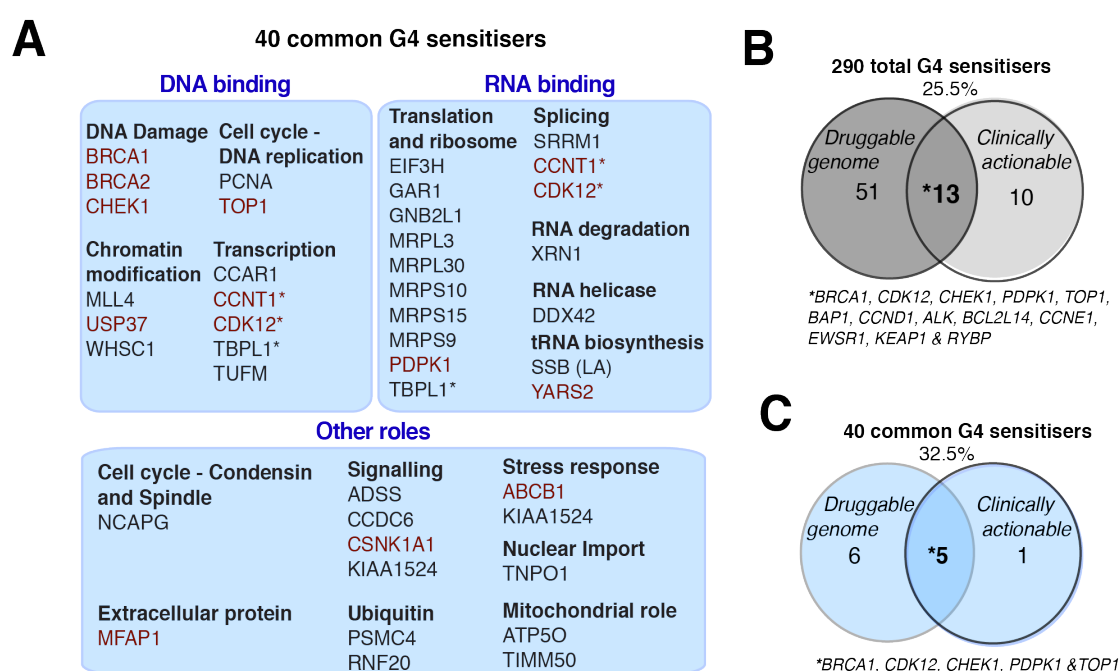 A
40 common G4 sensitisers
DNA binding
DNA Damage
BRCA1
BRCA2
CHEK1
Chromatin
modification
MLL4
USP37
WHSC1
Cell cycle -
DNA replication
PCNA
TOP1
Transcription
CCAR1
CCNT1*
CDK12*
TBPL1*
TUFM
RNA binding
Translation
and ribosome
EIF3H
GAR1
GNB2L1
MRPL3
MRPL30
MRPS10
MRPS15
MRPS9
PDPK1
TBPL1*
Splicing
SRRM1
CCNT1*
CDK12*
RNA degradation
XRN1
RNA helicase
DDX42
tRNA biosynthesis
SSB (LA)
YARS2
Other roles
Cell cycle - Condensin
and Spindle
NCAPG
Extracellular protein
MFAP1
Signalling
ADSS
CCDC6
CSNK1A1
KIAA1524
Ubiquitin
PSMC4
RNF20
Stress response
ABCB1
KIAA1524
Nuclear Import
TNPO1
Mitochondrial role
ATP5O
TIMM50
B
290 total G4 sensitisers
25.5%
Druggable
genome
51
*13
Clinically
actionable
10
*BRCA1, CDK12, CHEK1, PDPK1, TOP1,
BAP1, CCND1, ALK, BCL2L14, CCNE1,
EWSR1, KEAP1 & RYBP
C
40 common G4 sensitisers
32.5%
Druggable
genome
6
*5
Clinically
actionable
1
*BRCA1, CDK12, CHEK1, PDPK1 &TOP1